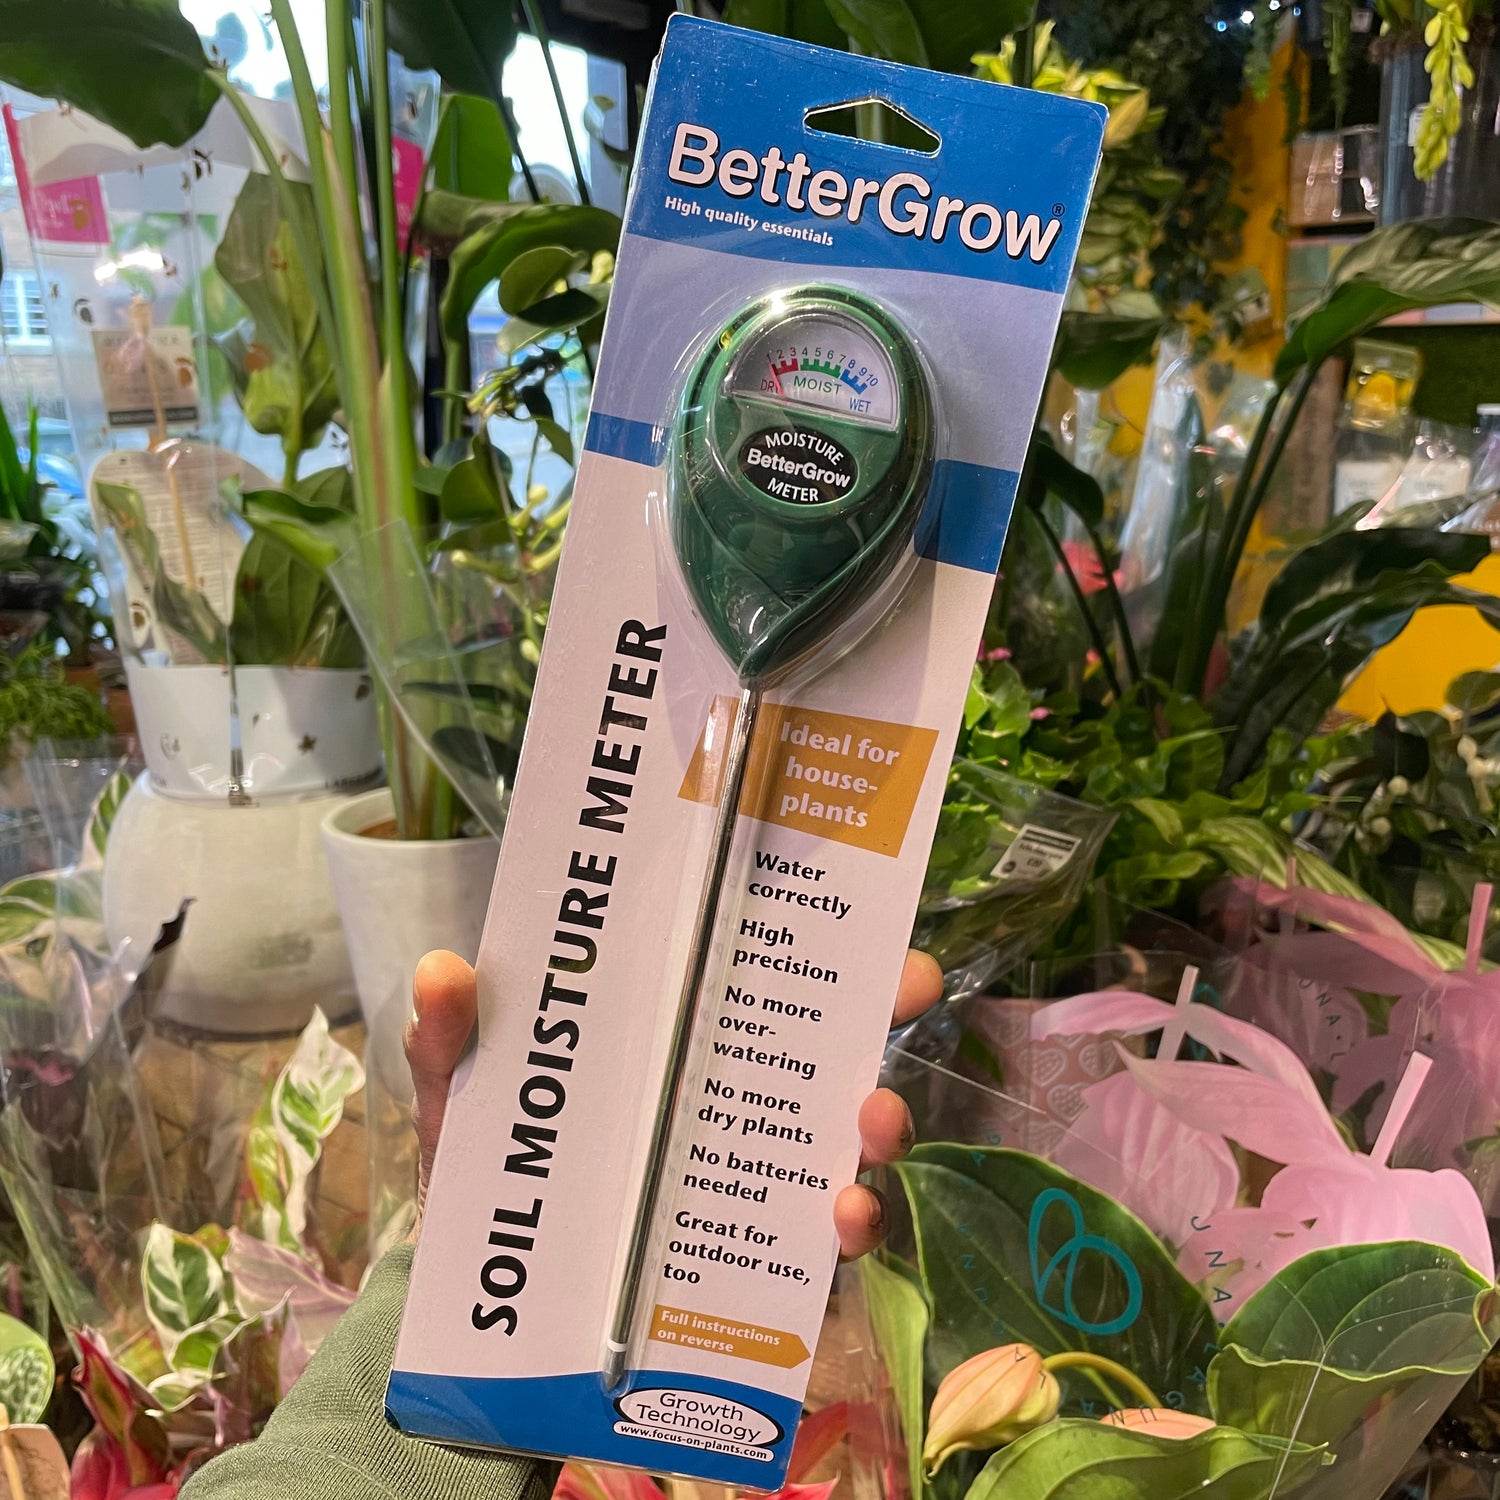 BetterGrow®
High quality essentials
1 2 3 4 5 6 7 8 9 10
DRY MOIST WET
MOISTURE
BetterGrow
METER
SOIL MOISTURE METER
Ideal for
house-
plants
Water
correctly
High
precision
No more
over-
watering
No more
dry plants
No batteries
needed
Great for
outdoor use,
too
Full instructions
on reverse
Growth
Technology
www.focus-on-plants.com